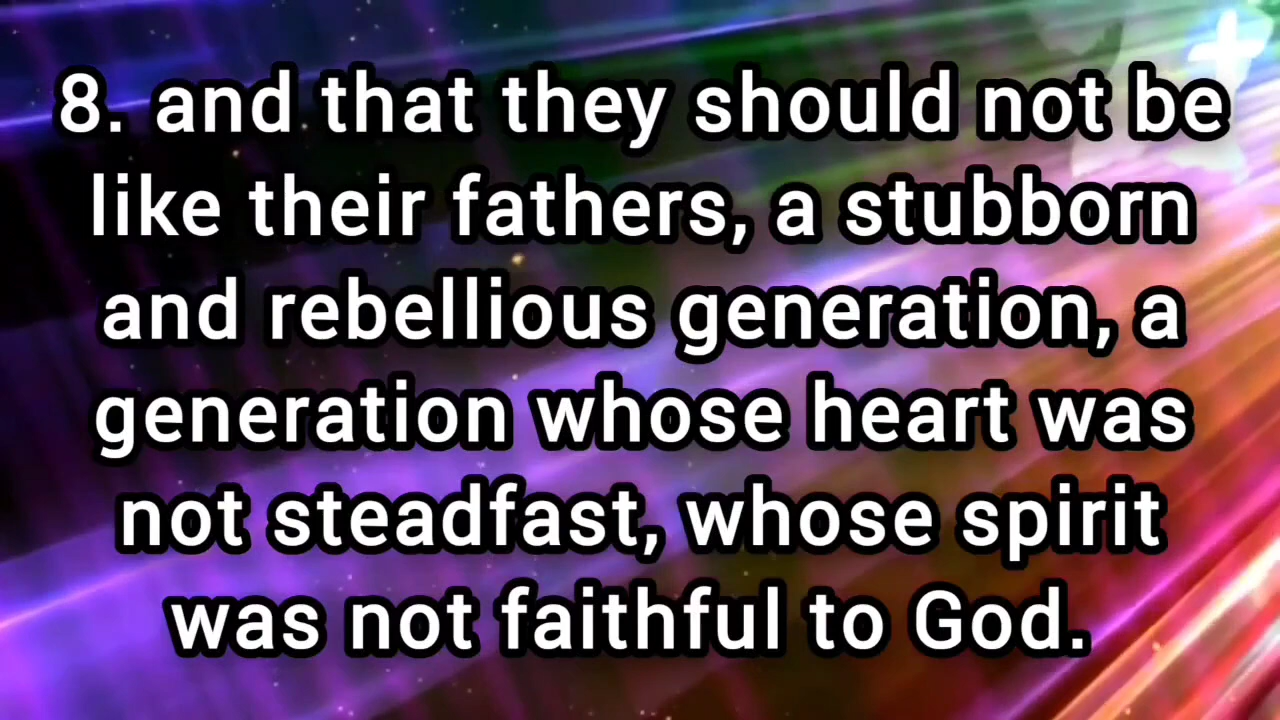 8. and that they should not be
like their fathers, a stubborn
and rebellious generation, a
generation whose heart was
not steadfast, whose spirit
was not faithful to God.